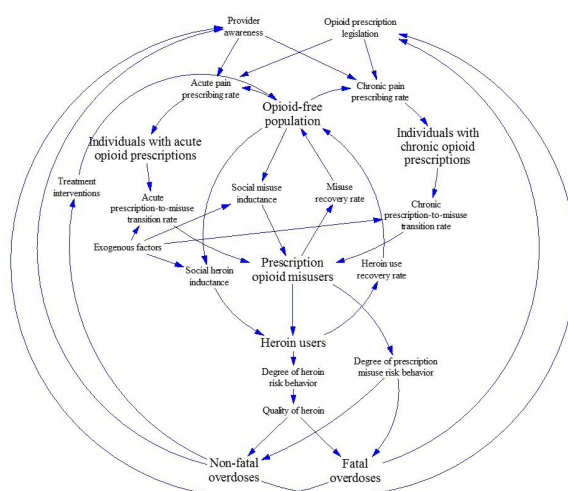 Provider
awareness
Opioid prescription
legislation
Acute pain
prescribing rate
Chronic pain
prescribing rate
Opioid-free
population
Individuals with acute
opioid prescriptions
Individuals with
chronic opioid
prescriptions
Treatment
interventions
Social misuse
inductance
Misuse
recovery rate
Acute
prescription-to-misuse
transition rate
Chronic
prescription-to-misuse
transition rate
Exogenous factors
Social heroin
inductance
Prescription
opioid misusers
Heroin use
recovery rate
Heroin users
Degree of heroin
risk behavior
Degree of prescription
misuse risk behavior
Quality of heroin
Non-fatal
overdoses
Fatal
overdoses